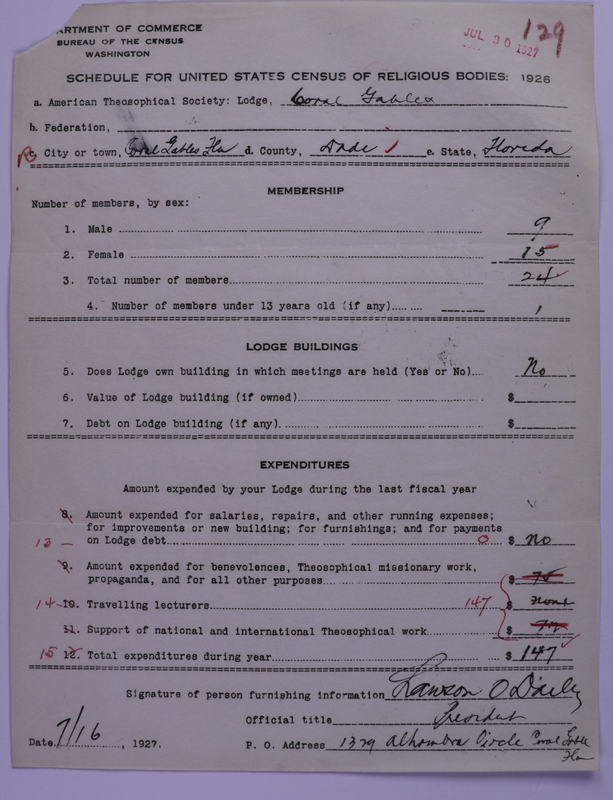 ARTMENT OF COMMERCE
BUREAU OF THE CENSUS
WASHINGTON
JUL 30 1927
129
SCHEDULE FOR UNITED STATES CENSUS OF RELIGIOUS BODIES: 1926
a. American Theosophical Society: Lodge, Coral Gables
b. Federation,
c. City or town, Coral Gables Fla d. County, Dade e. State, Florida
MEMBERSHIP
Number of members, by sex:
1. Male 9
2. Female 15
3. Total number of members 24
4. Number of members under 13 years old (if any) 1
LODGE BUILDINGS
5. Does Lodge own building in which meetings are held (Yes or No) No
6. Value of Lodge building (if owned) $
7. Debt on Lodge building (if any) $
EXPENDITURES
Amount expended by your Lodge during the last fiscal year
8. Amount expended for salaries, repairs, and other running expenses;
for improvements or new building; for furnishings; and for payments
13 — on Lodge debt 0 $ no
9. Amount expended for benevolences, Theosophical missionary work,
propaganda, and for all other purposes $
14 — 10. Travelling lecturers 147 $
11. Support of national and international Theosophical work $
15 12. Total expenditures during year $ 147
Signature of person furnishing information Lawson O
Official title President
Date 7/16, 1927. P. O. Address 1379 Alhambra Circle Coral Gable
Fla